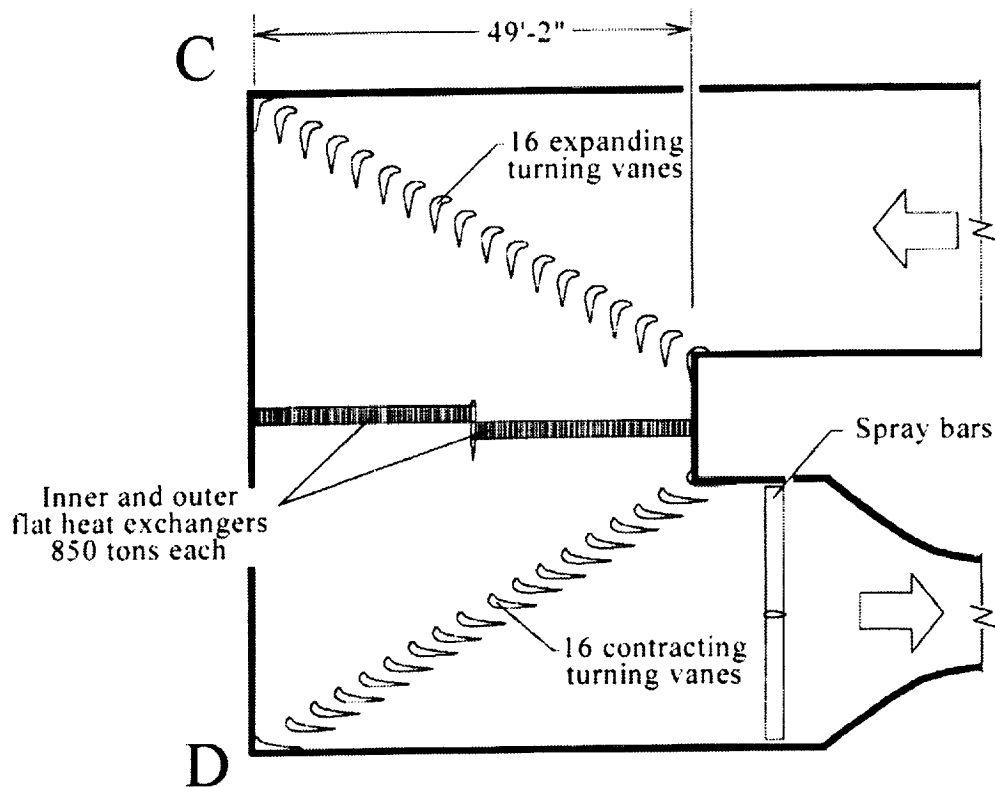 49'-2"
C
16 expanding
turning vanes
Spray bars
Inner and outer
flat heat exchangers
850 tons each
16 contracting
turning vanes
D